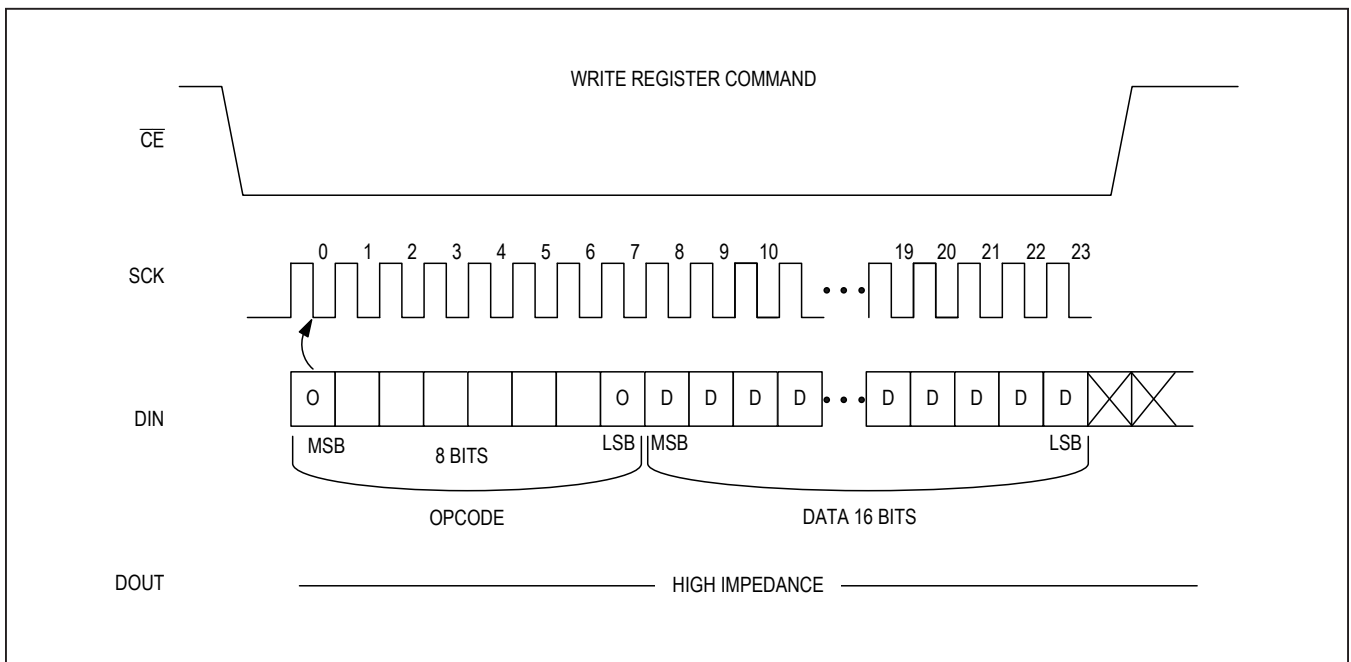 WRITE REGISTER COMMAND
CE
0 1 2 3 4 5 6 7 8 9 10 19 20 21 22 23
SCK
•••
O O D D D D ••• D D D D D
DIN
MSB 8 BITS LSB MSB LSB
OPCODE DATA 16 BITS
DOUT HIGH IMPEDANCE